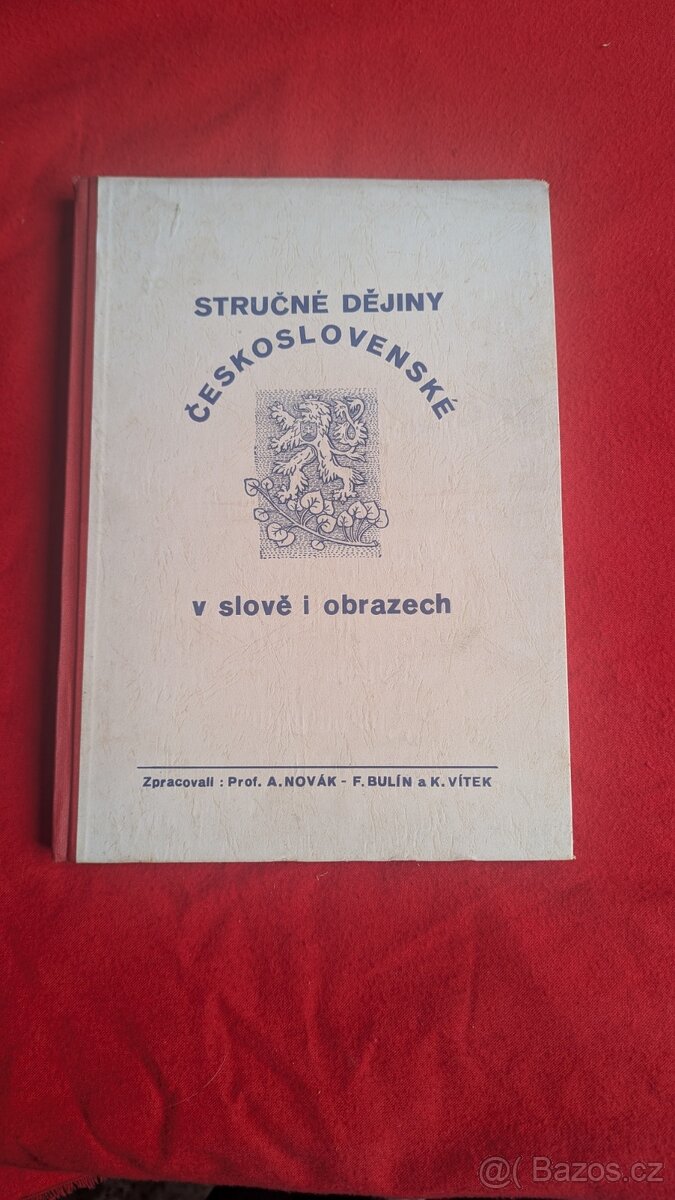 STRUČNÉ DĚJINY
ČESKOSLOVENSKÉ
v slově i obrazech
Zpracovali : Prof. A. NOVÁK - F. BULÍN a K. VÍTEK
@( Bazos.cz